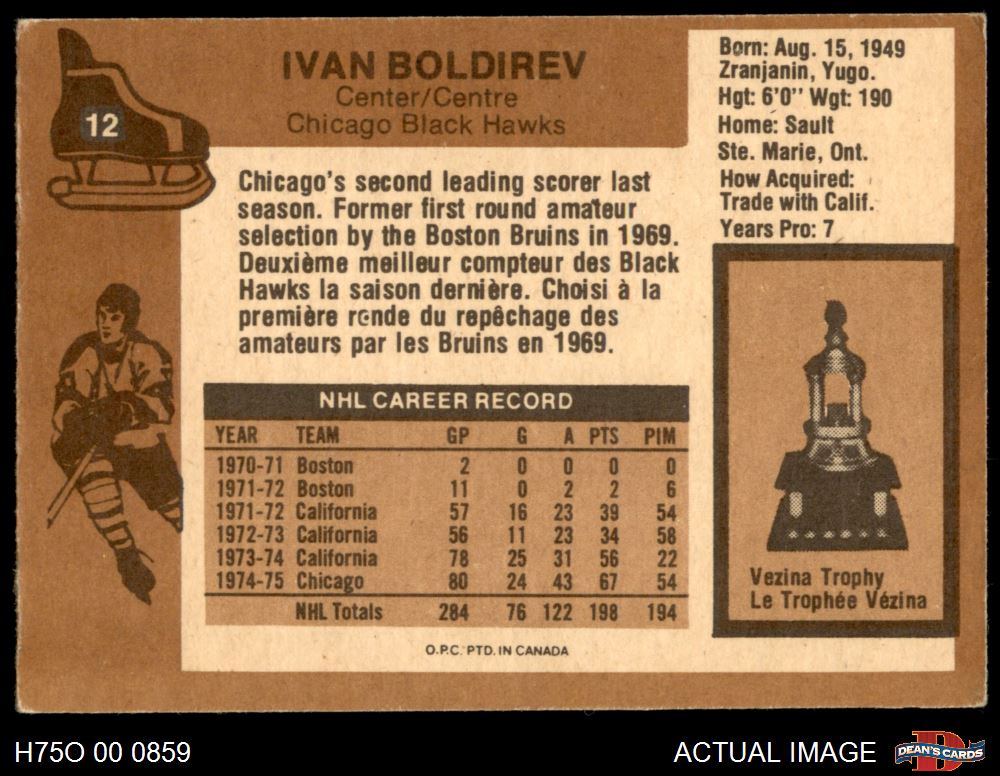 12
IVAN BOLDIREV
Center/Centre
Chicago Black Hawks
Born: Aug. 15, 1949
Zranjanin, Yugo.
Hgt: 6'0" Wgt: 190
Home: Sault
Ste. Marie, Ont.
How Acquired:
Trade with Calif.
Years Pro: 7
Chicago's second leading scorer last
season. Former first round amateur
selection by the Boston Bruins in 1969.
Deuxième meilleur compteur des Black
Hawks la saison dernière. Choisi à la
première ronde du repêchage des
amateurs par les Bruins en 1969.
NHL CAREER RECORD
YEAR TEAM GP G A PTS PIM
1970-71 Boston 2 0 0 0 0
1971-72 Boston 11 0 2 2 6
1971-72 California 57 16 23 39 54
1972-73 California 56 11 23 34 58
1973-74 California 78 25 31 56 22
1974-75 Chicago 80 24 43 67 54
NHL Totals 284 76 122 198 194
Vezina Trophy
Le Trophée Vézina
O.P.C. PTD. IN CANADA
H75O 00 0859
ACTUAL IMAGE
DEAN'S CARDS